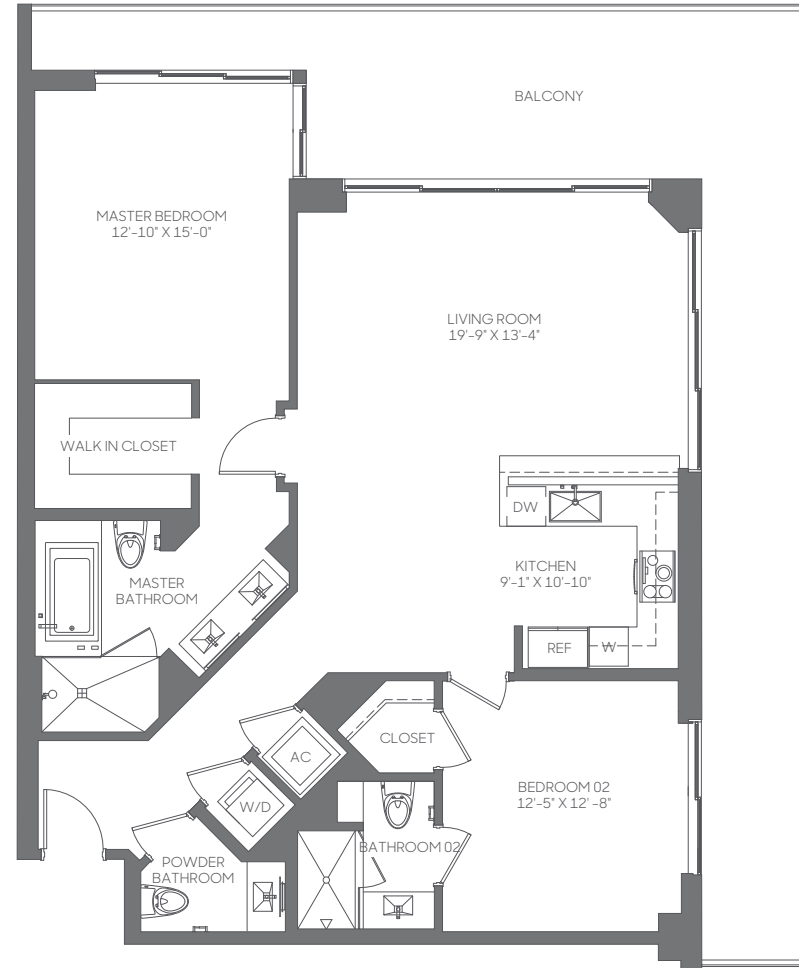 BALCONY
MASTER BEDROOM
12'-10" X 15'-0"
LIVING ROOM
19'-9" X 13'-4"
WALK IN CLOSET
DW
KITCHEN
9'-1" X 10'-10"
MASTER
BATHROOM
REF
W
CLOSET
AC
BEDROOM 02
12'-5" X 12' -8"
W/D
BATHROOM 02
POWDER
BATHROOM